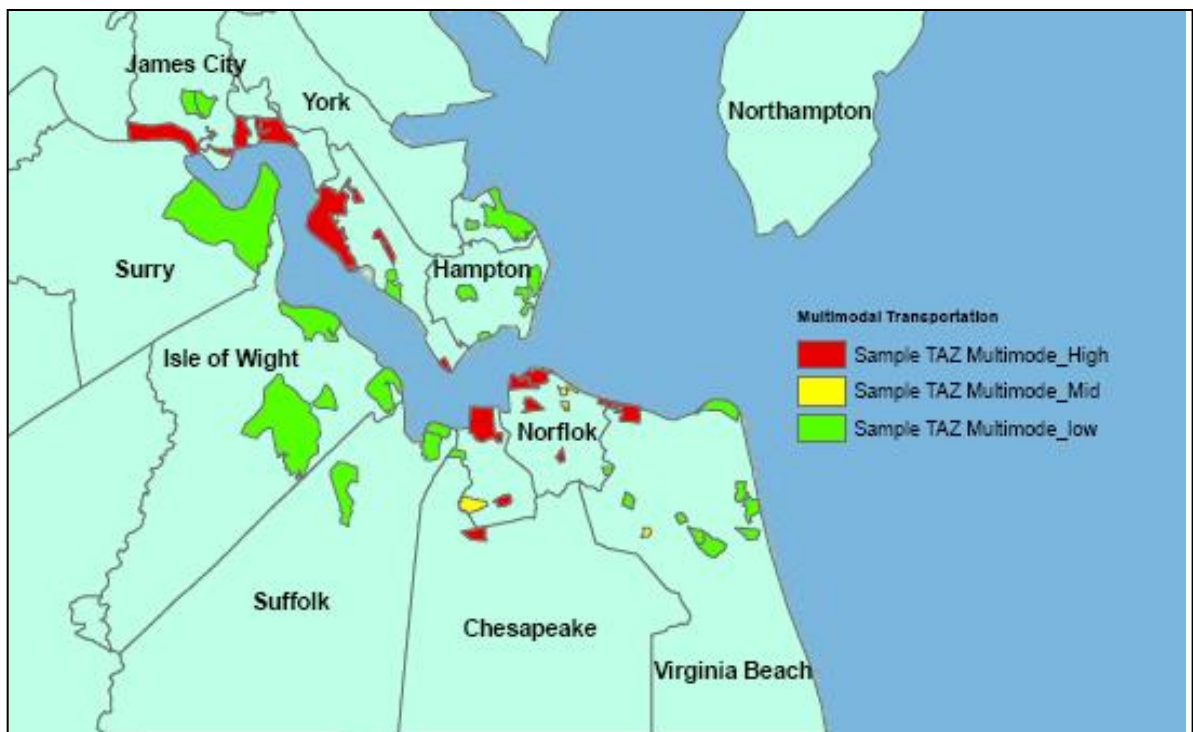 James City
York
Northampton
Surry
Hampton
Multimodal Transportation
Sample TAZ Multimode_High
Isle of Wight
Sample TAZ Multimode_Mid
Norflok
Sample TAZ Multimode_low
Suffolk
Chesapeake
Virginia Beach